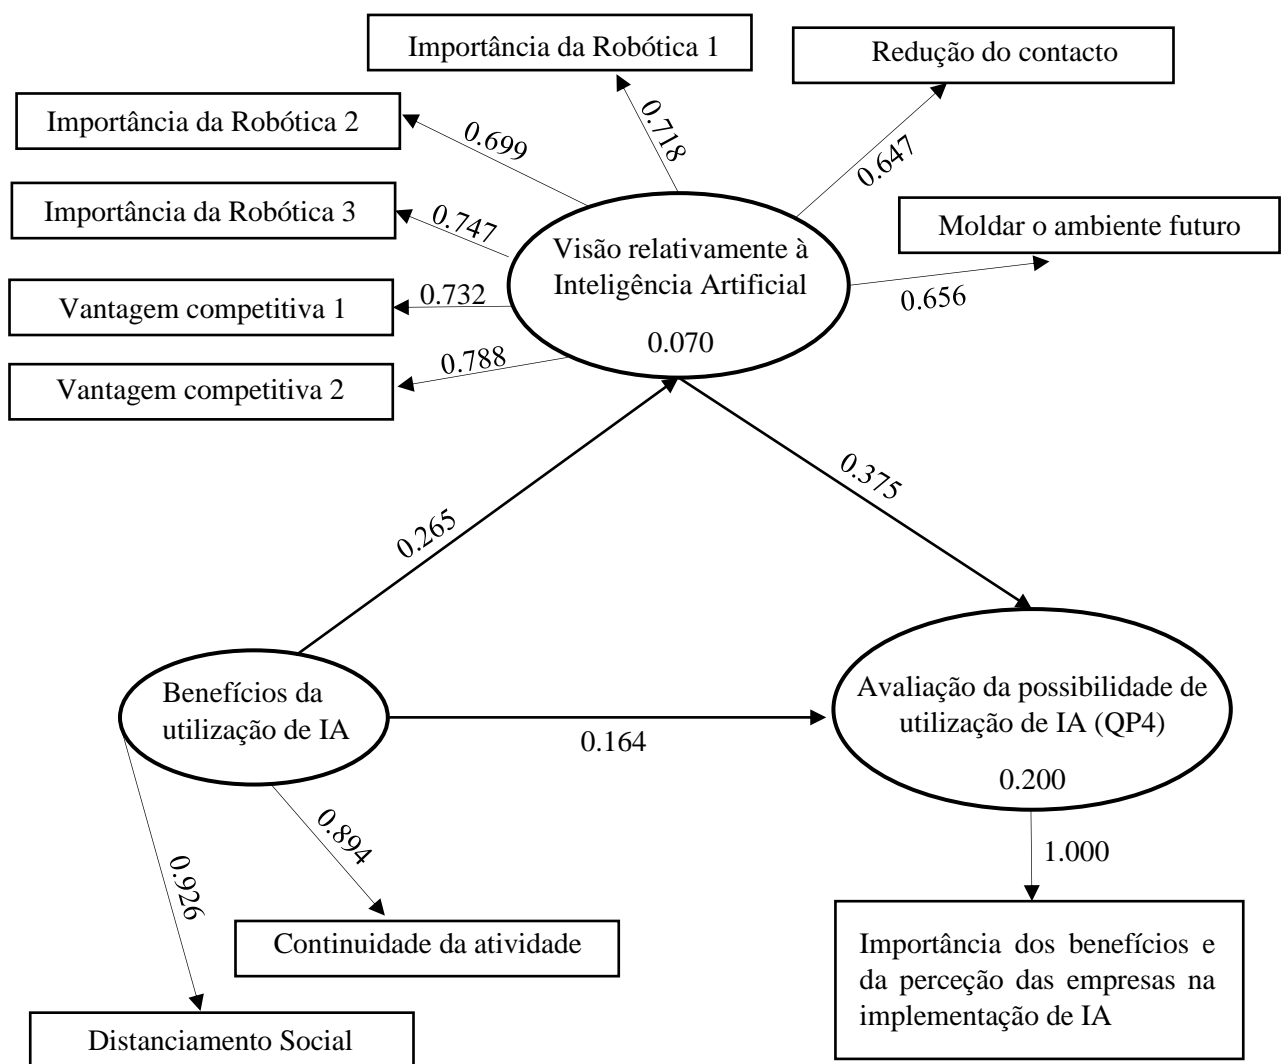 Importância da Robótica 1
Redução do contacto
Importância da Robótica 2
0.699
0.718
0.647
Importância da Robótica 3
0.747
Visão relativamente à
Inteligência Artificial
0.070
Moldar o ambiente futuro
0.656
Vantagem competitiva 1
0.732
Vantagem competitiva 2
0.788
0.265
0.375
Benefícios da
utilização de IA
0.164
Avaliação da possibilidade de
utilização de IA (QP4)
0.200
0.926
0.894
1.000
Continuidade da atividade
Importância dos benefícios e
da perceção das empresas na
implementação de IA
Distanciamento Social